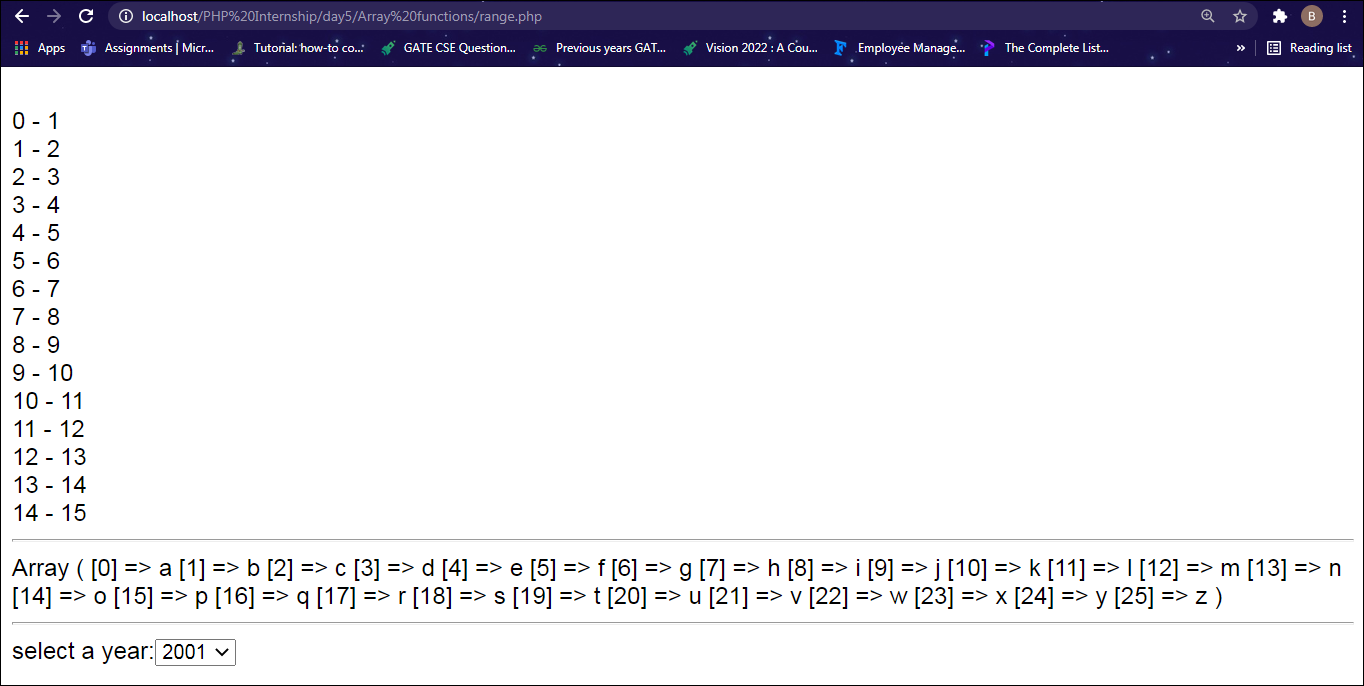 localhost/PHP%20Internship/day5/Array%20functions/range.php
B
Apps Assignments | Micr... Tutorial: how-to co... GATE CSE Question... Previous years GAT... Vision 2022 : A Cou... Employee Manage... The Complete List... » Reading list
0 - 1
1 - 2
2 - 3
3 - 4
4 - 5
5 - 6
6 - 7
7 - 8
8 - 9
9 - 10
10 - 11
11 - 12
12 - 13
13 - 14
14 - 15
Array ( [0] => a [1] => b [2] => c [3] => d [4] => e [5] => f [6] => g [7] => h [8] => i [9] => j [10] => k [11] => l [12] => m [13] => n
[14] => o [15] => p [16] => q [17] => r [18] => s [19] => t [20] => u [21] => v [22] => w [23] => x [24] => y [25] => z )
select a year: 2001